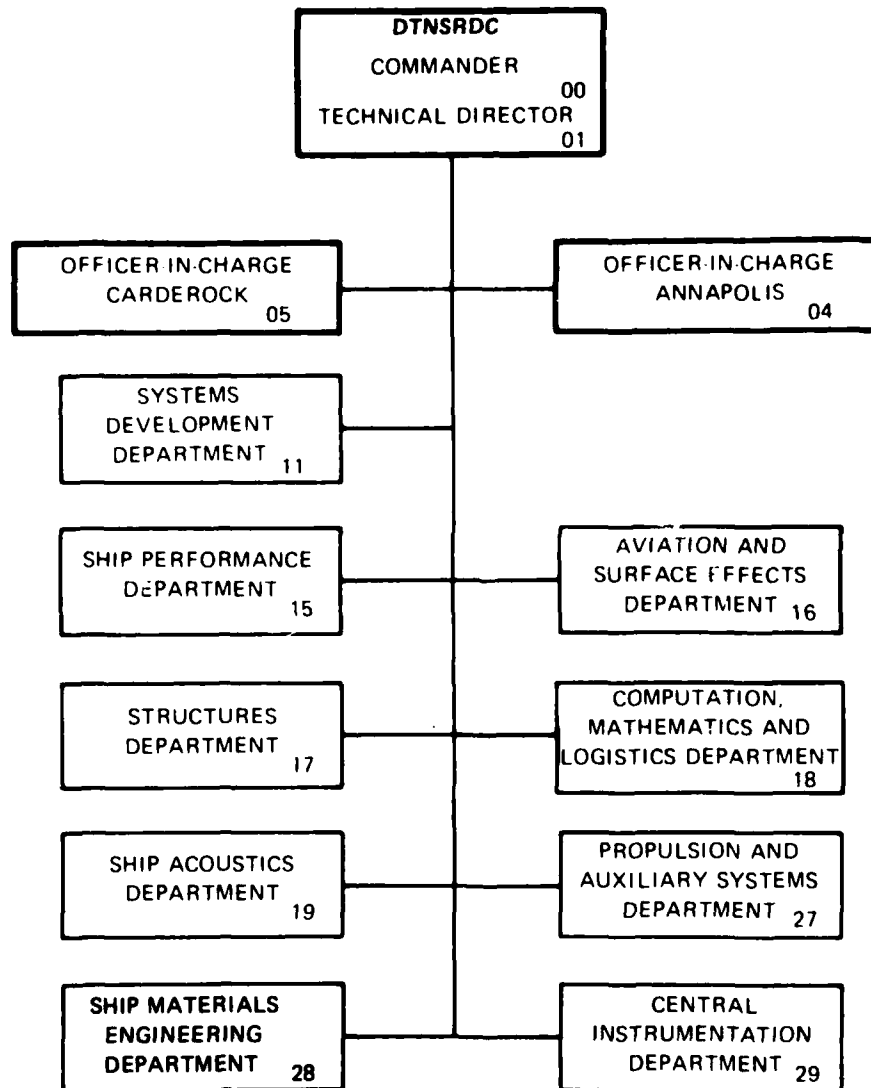 DTNSRDC
COMMANDER
00
TECHNICAL DIRECTOR
01
OFFICER-IN-CHARGE
CARDEROCK
05
OFFICER-IN-CHARGE
ANNAPOLIS
04
SYSTEMS
DEVELOPMENT
DEPARTMENT
11
SHIP PERFORMANCE
DEPARTMENT
15
AVIATION AND
SURFACE EFFECTS
DEPARTMENT
16
STRUCTURES
DEPARTMENT
17
COMPUTATION,
MATHEMATICS AND
LOGISTICS DEPARTMENT
18
SHIP ACOUSTICS
DEPARTMENT
19
PROPULSION AND
AUXILIARY SYSTEMS
DEPARTMENT
27
SHIP MATERIALS
ENGINEERING
DEPARTMENT
28
CENTRAL
INSTRUMENTATION
DEPARTMENT
29